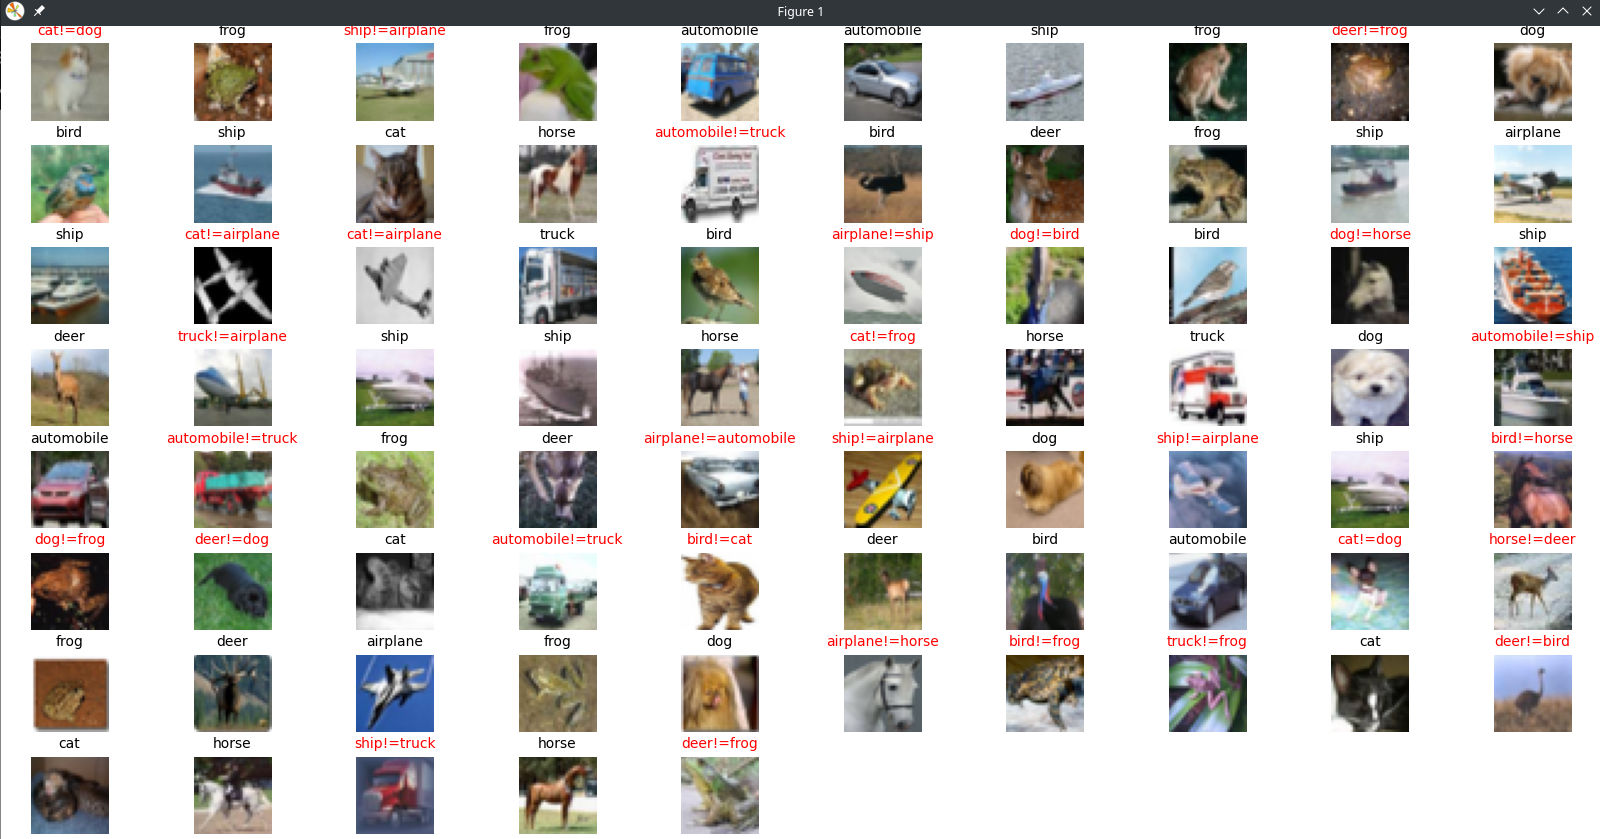 Figure 1
cat!=dog frog ship!=airplane frog automobile automobile ship frog deer!=frog dog
bird ship cat horse automobile!=truck bird deer frog ship airplane
ship cat!=airplane cat!=airplane truck bird airplane!=ship dog!=bird bird dog!=horse ship
deer truck!=airplane ship ship horse cat!=frog horse truck dog automobile!=ship
automobile automobile!=truck frog deer airplane!=automobile ship!=airplane dog ship!=airplane ship bird!=horse
dog!=frog deer!=dog cat automobile!=truck bird!=cat deer bird automobile cat!=dog horse!=deer
frog deer airplane frog dog airplane!=horse bird!=frog truck!=frog cat deer!=bird
cat horse ship!=truck horse deer!=frog